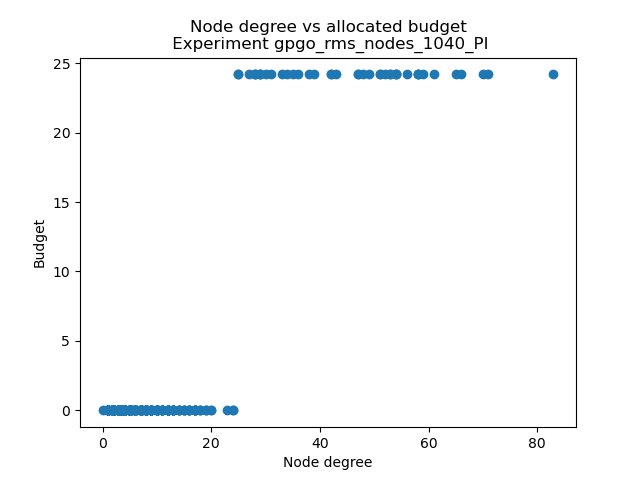 Node degree vs allocated budget
Experiment gpgo_rms_nodes_1040_PI
25
20
15
10
5
0
Budget
0
20
40
60
80
Node degree